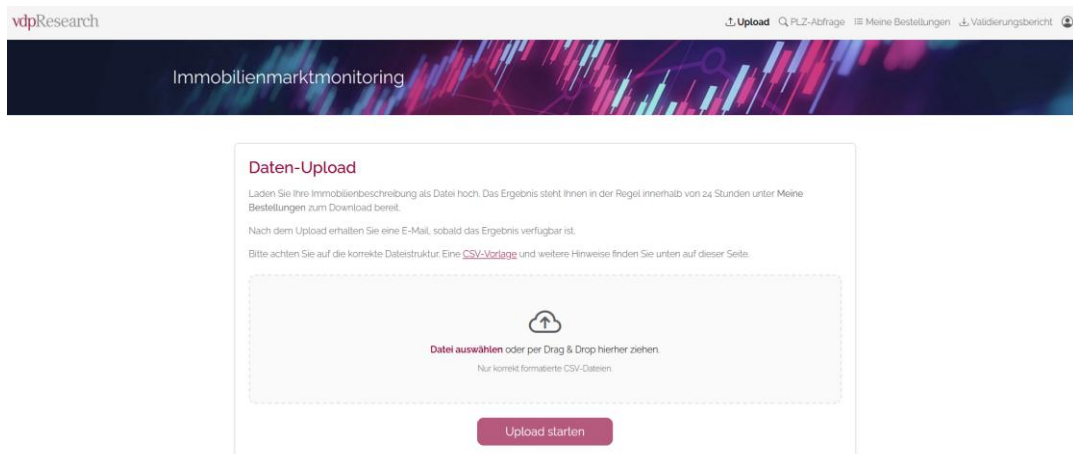 vdpResearch
Upload PLZ-Abfrage Meine Bestellungen Validierungsbericht
Immobilienmarktmonitoring
Daten-Upload
Laden Sie Ihre Immobilienbeschreibung als Datei hoch. Das Ergebnis steht Ihnen in der Regel innerhalb von 24 Stunden unter Meine
Bestellungen zum Download bereit.
Nach dem Upload erhalten Sie eine E-Mail, sobald das Ergebnis verfügbar ist.
Bitte achten Sie auf die korrekte Dateistruktur. Eine CSV-Vorlage und weitere Hinweise finden Sie unten auf dieser Seite.
Datei auswählen oder per Drag & Drop hierher ziehen.
Nur korrekt formatierte CSV-Dateien
Upload starten